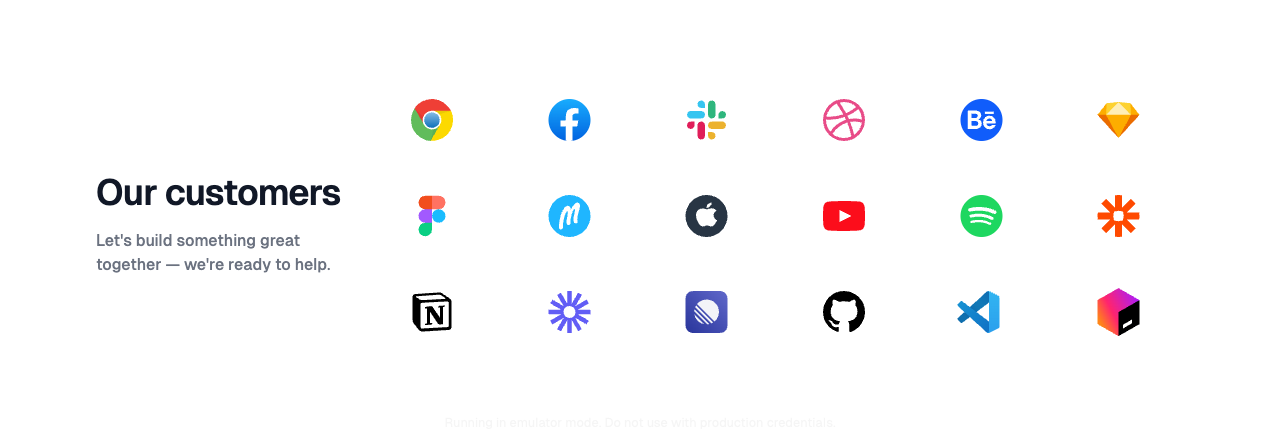 Our customers
Let's build something great
together — we're ready to help.
Bē
N
Running in emulator mode. Do not use with production credentials.